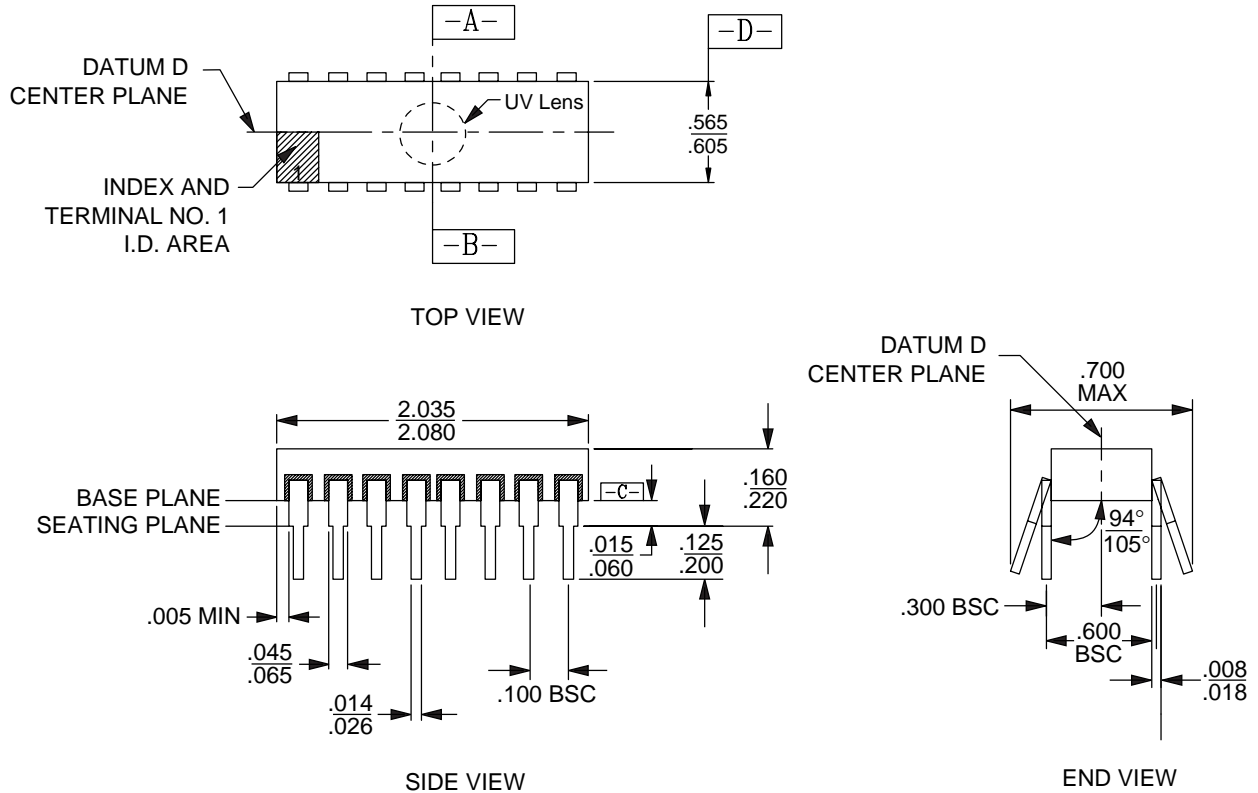 -A-
-D-
DATUM D
CENTER PLANE
UV Lens
.565
.605
1
INDEX AND
TERMINAL NO. 1
I.D. AREA
-B-
TOP VIEW
DATUM D
CENTER PLANE
.700
MAX
2.035
2.080
.160
.220
BASE PLANE
-C-
SEATING PLANE
.015
.060
.125
.200
94°
105°
.005 MIN
.300 BSC
.600
BSC
.045
.065
.100 BSC
.008
.018
.014
.026
SIDE VIEW
END VIEW